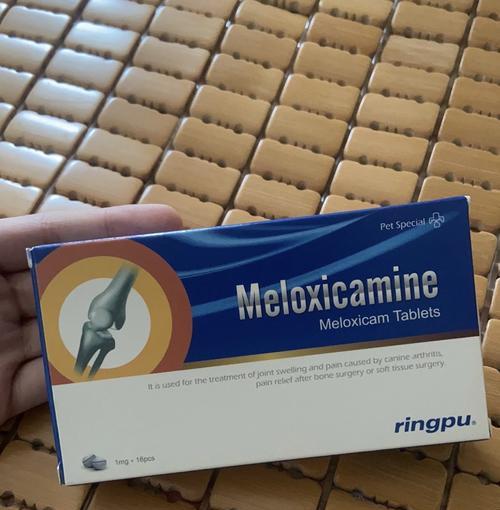 Pet Special
Meloxicamine
Meloxicam Tablets
It is used for the treatment of joint swelling and pain caused by canine arthritis,
pain relief after bone surgery or soft tissue surgery.
ringpu®
1mg * 16pcs